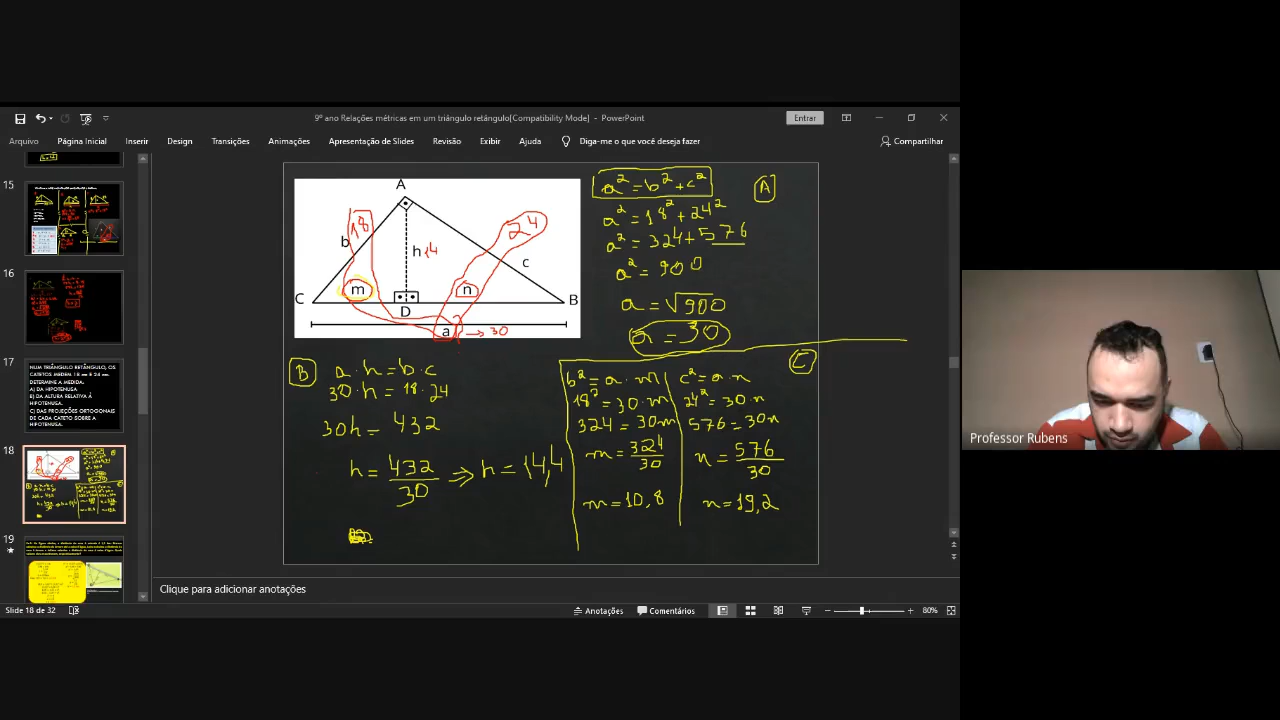 9º ano Relações métricas em um triângulo retângulo[Compatibility Mode] - PowerPoint
Entrar
Arquivo Página Inicial Inserir Design Transições Animações Apresentação de Slides Revisão Exibir Ajuda Diga-me o que você deseja fazer Compartilhar
15
16
17
NUM TRIÂNGULO RETÂNGULO, OS
CATETOS MEDEM 18 cm E 24 cm.
DETERMINE A MEDIDA.
A) DA HIPOTENUSA
B) DA ALTURA RELATIVA Á
HIPOTENUSA.
C) DAS PROJEÇÕES ORTOGONAIS
DE CADA CATETO SOBRE A
HIPOTENUSA.
18
19
A
18
24
b
h 14
c
m
n
C
D
B
a → 30
a² = b² + c²
A
a² = 18² + 24²
a² = 324 + 576
a² = 900
a = √900
a = 30
B
a · h = b · c
30 · h = 18 · 24
30h = 432
h = 432/30 ⇒ h = 14,4
C
b² = a · m
18² = 30 · m
324 = 30m
m = 324/30
m = 10,8
c² = a · n
24² = 30 · n
576 = 30n
n = 576/30
n = 19,2
Professor Rubens
Clique para adicionar anotações
Slide 18 de 32
Anotações Comentários 80%